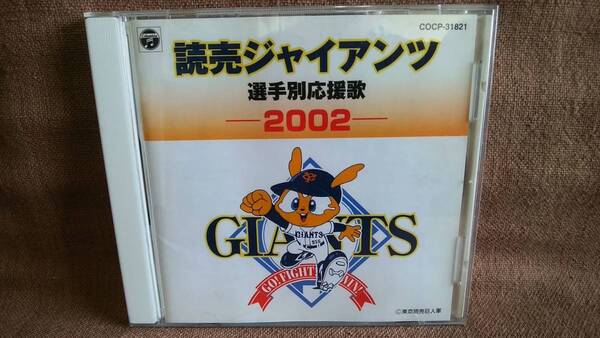 COCP-31821
読売ジャイアンツ
選手別応援歌
2002
GIANTS
GIANTS
GO! FIGHT WIN!
©東京読売巨人軍